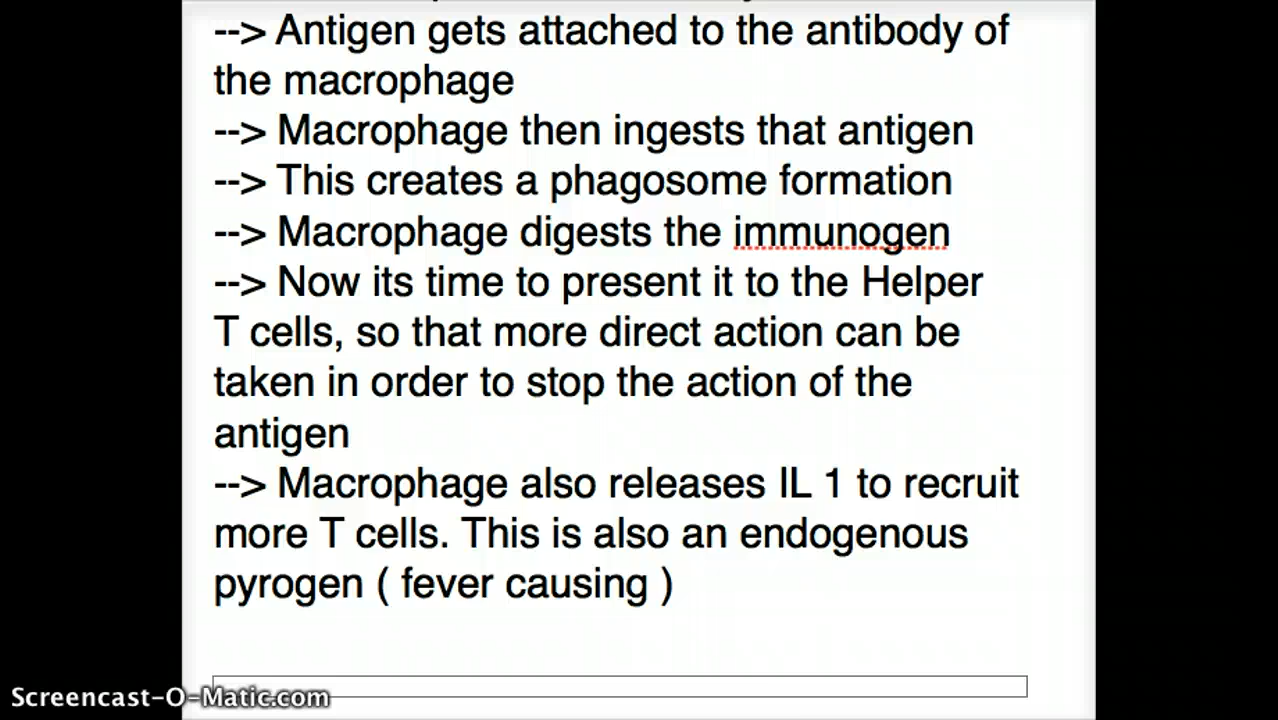 --> Antigen gets attached to the antibody of
the macrophage
--> Macrophage then ingests that antigen
--> This creates a phagosome formation
--> Macrophage digests the immunogen
--> Now its time to present it to the Helper
T cells, so that more direct action can be
taken in order to stop the action of the
antigen
--> Macrophage also releases IL 1 to recruit
more T cells. This is also an endogenous
pyrogen ( fever causing )
Screencast-O-Matic.com